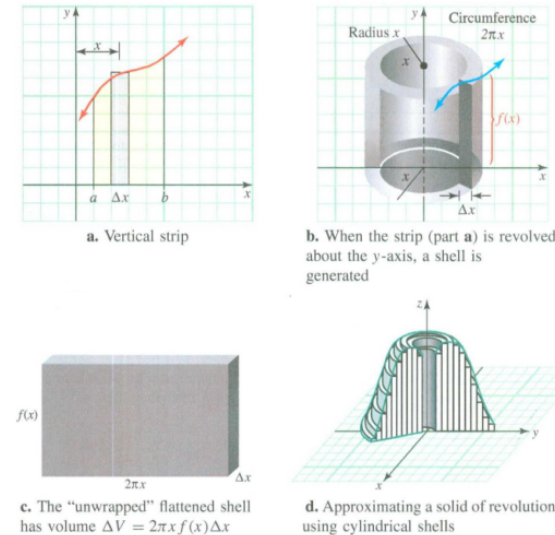 y
x
a Δx b
x
a. Vertical strip
y
Circumference
2πx
Radius x
x
f(x)
x
x
Δx
b. When the strip (part a) is revolved
about the y-axis, a shell is
generated
f(x)
2πx
Δx
c. The “unwrapped” flattened shell
has volume ΔV = 2πx f(x)Δx
z
y
x
d. Approximating a solid of revolution
using cylindrical shells